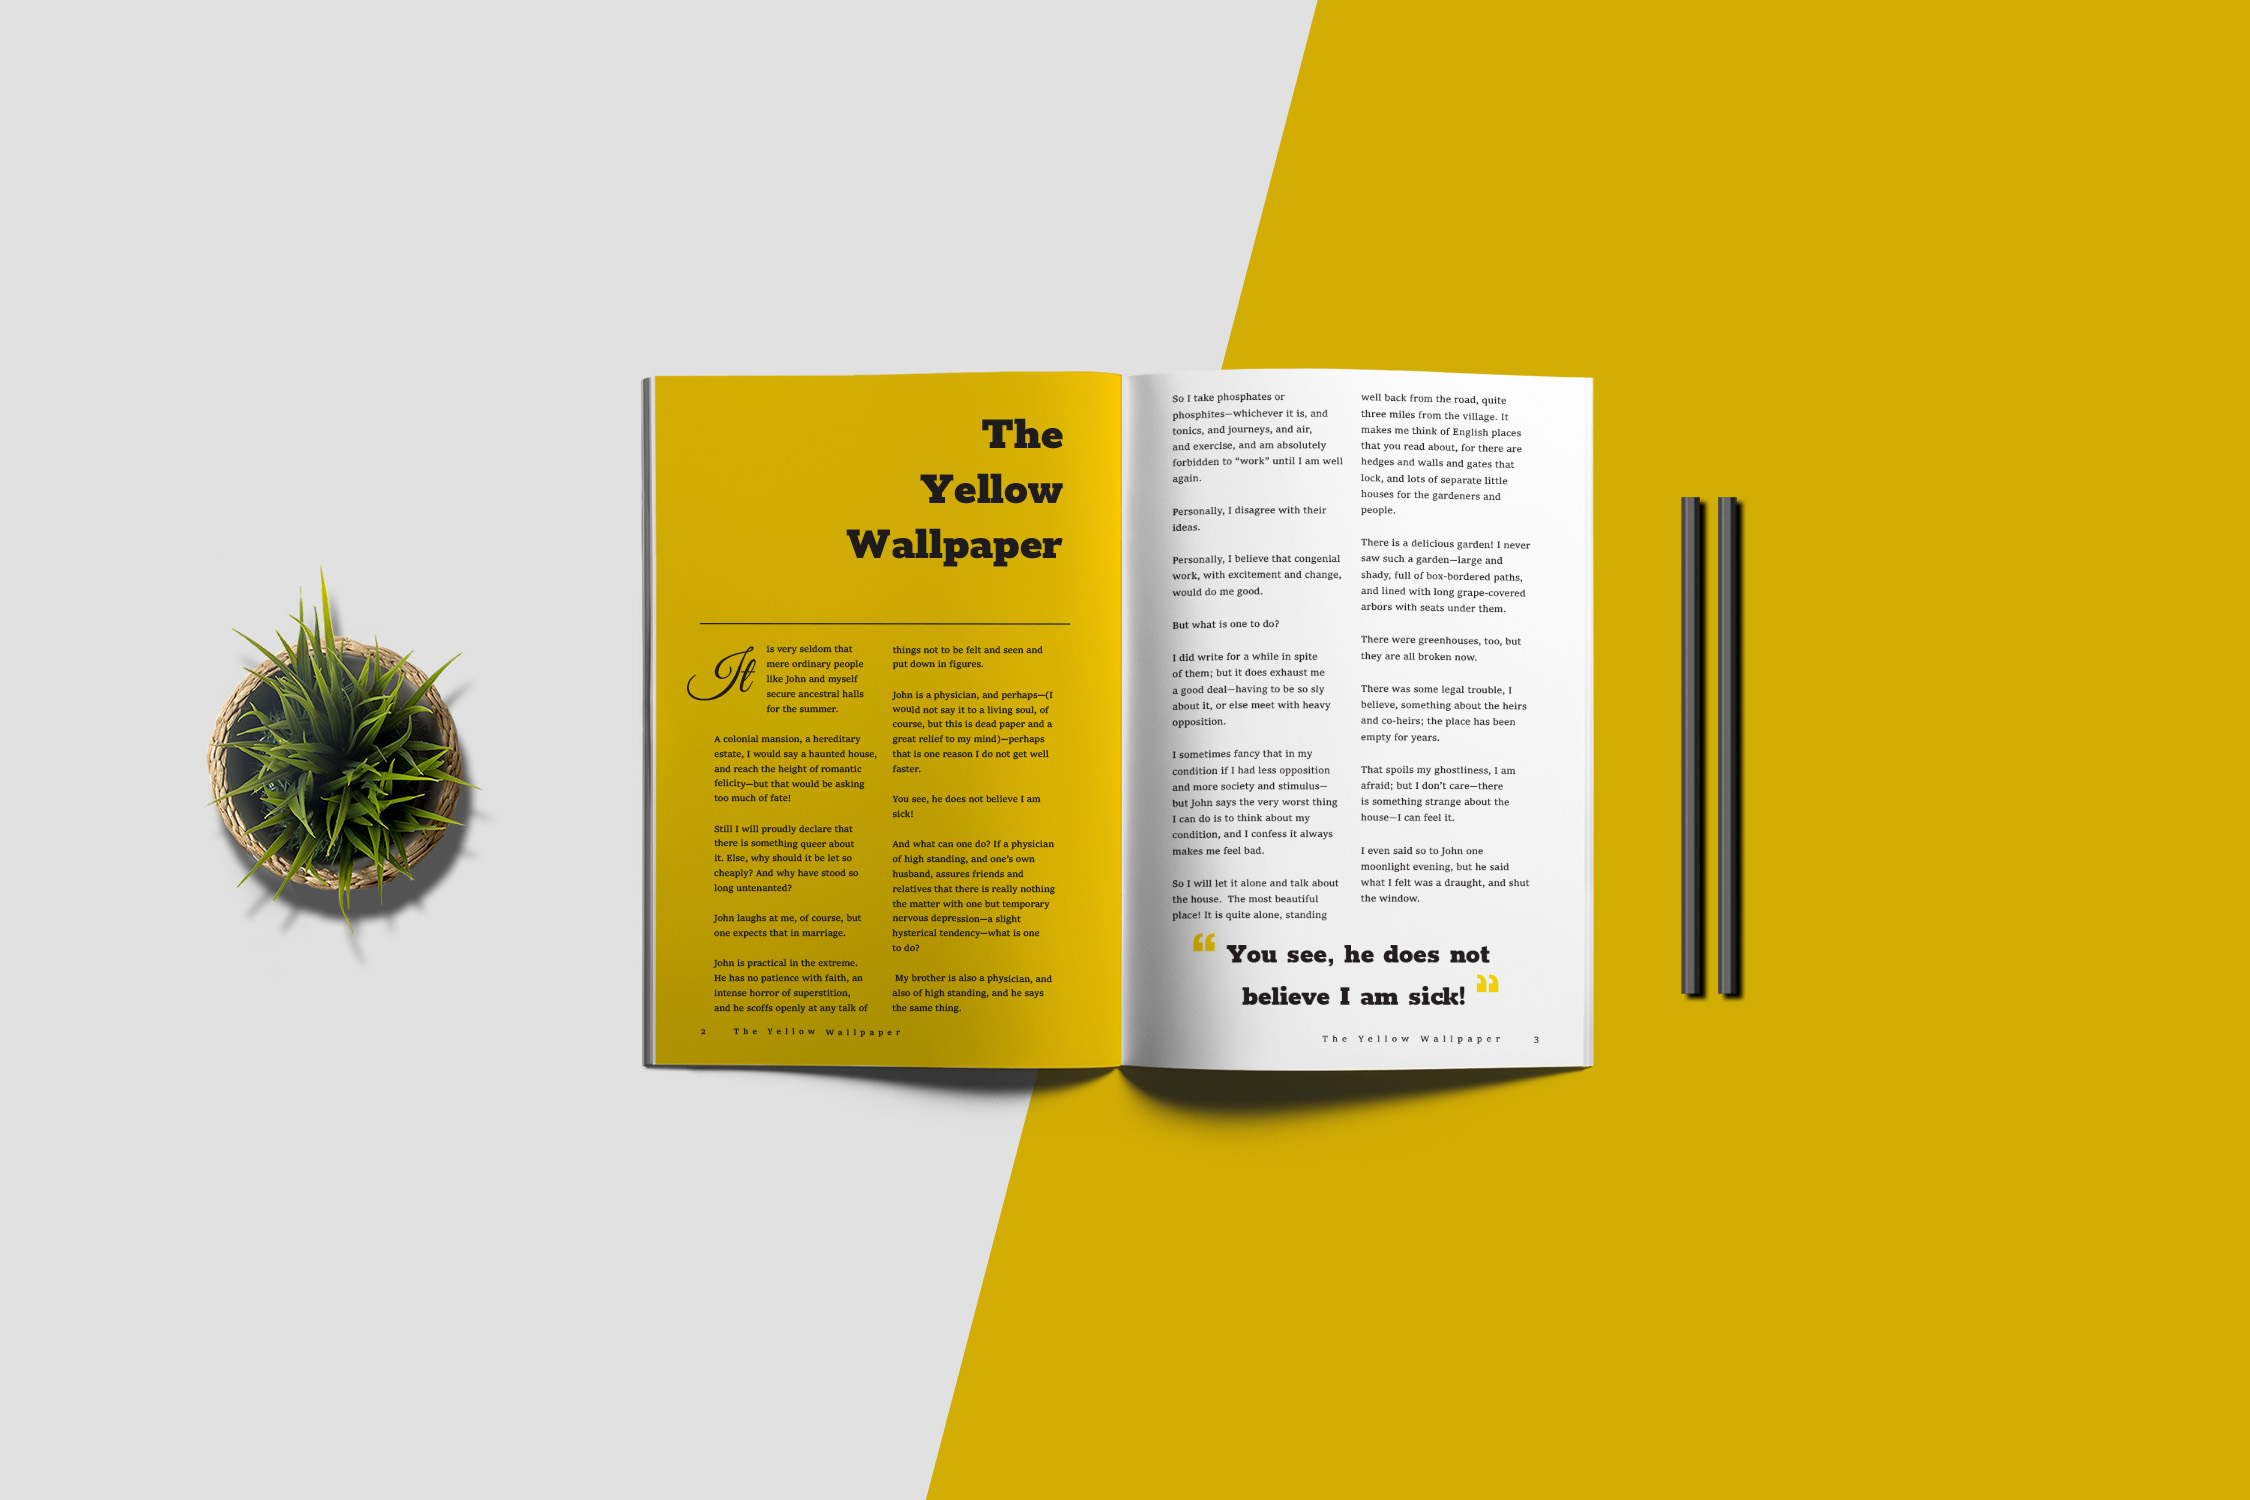 The
Yellow
Wallpaper
It is very seldom that
mere ordinary people
like John and myself
secure ancestral halls
for the summer.
A colonial mansion, a hereditary
estate, I would say a haunted house,
and reach the height of romantic
felicity—but that would be asking
too much of fate!
Still I will proudly declare that
there is something queer about
it. Else, why should it be let so
cheaply? And why have stood so
long untenanted?
John laughs at me, of course, but
one expects that in marriage.
John is practical in the extreme.
He has no patience with faith, an
intense horror of superstition,
and he scoffs openly at any talk of
things not to be felt and seen and
put down in figures.
John is a physician, and perhaps—(I
would not say it to a living soul, of
course, but this is dead paper and a
great relief to my mind)—perhaps
that is one reason I do not get well
faster.
You see, he does not believe I am
sick!
And what can one do? If a physician
of high standing, and one's own
husband, assures friends and
relatives that there is really nothing
the matter with one but temporary
nervous depression—a slight
hysterical tendency—what is one
to do?
My brother is also a physician, and
also of high standing, and he says
the same thing.
2 The Yellow Wallpaper
So I take phosphates or
phosphites—whichever it is, and
tonics, and journeys, and air,
and exercise, and am absolutely
forbidden to “work” until I am well
again.
Personally, I disagree with their
ideas.
Personally, I believe that congenial
work, with excitement and change,
would do me good.
But what is one to do?
I did write for a while in spite
of them; but it does exhaust me
a good deal—having to be so sly
about it, or else meet with heavy
opposition.
I sometimes fancy that in my
condition if I had less opposition
and more society and stimulus—
but John says the very worst thing
I can do is to think about my
condition, and I confess it always
makes me feel bad.
So I will let it alone and talk about
the house. The most beautiful
place! It is quite alone, standing
well back from the road, quite
three miles from the village. It
makes me think of English places
that you read about, for there are
hedges and walls and gates that
lock, and lots of separate little
houses for the gardeners and
people.
There is a delicious garden! I never
saw such a garden—large and
shady, full of box-bordered paths,
and lined with long grape-covered
arbors with seats under them.
There were greenhouses, too, but
they are all broken now.
There was some legal trouble, I
believe, something about the heirs
and co-heirs; the place has been
empty for years.
That spoils my ghostliness, I am
afraid; but I don't care—there
is something strange about the
house—I can feel it.
I even said so to John one
moonlight evening, but he said
what I felt was a draught, and shut
the window.
“You see, he does not
believe I am sick!”
The Yellow Wallpaper 3